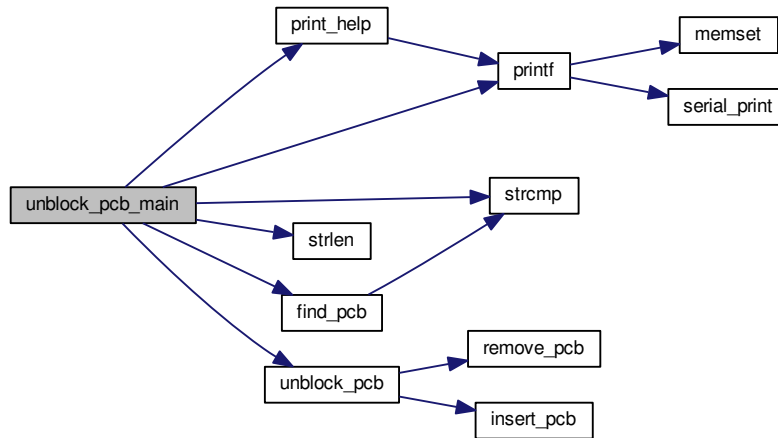 print_help
memset
printf
serial_print
unblock_pcb_main
strcmp
strlen
find_pcb
remove_pcb
unblock_pcb
insert_pcb